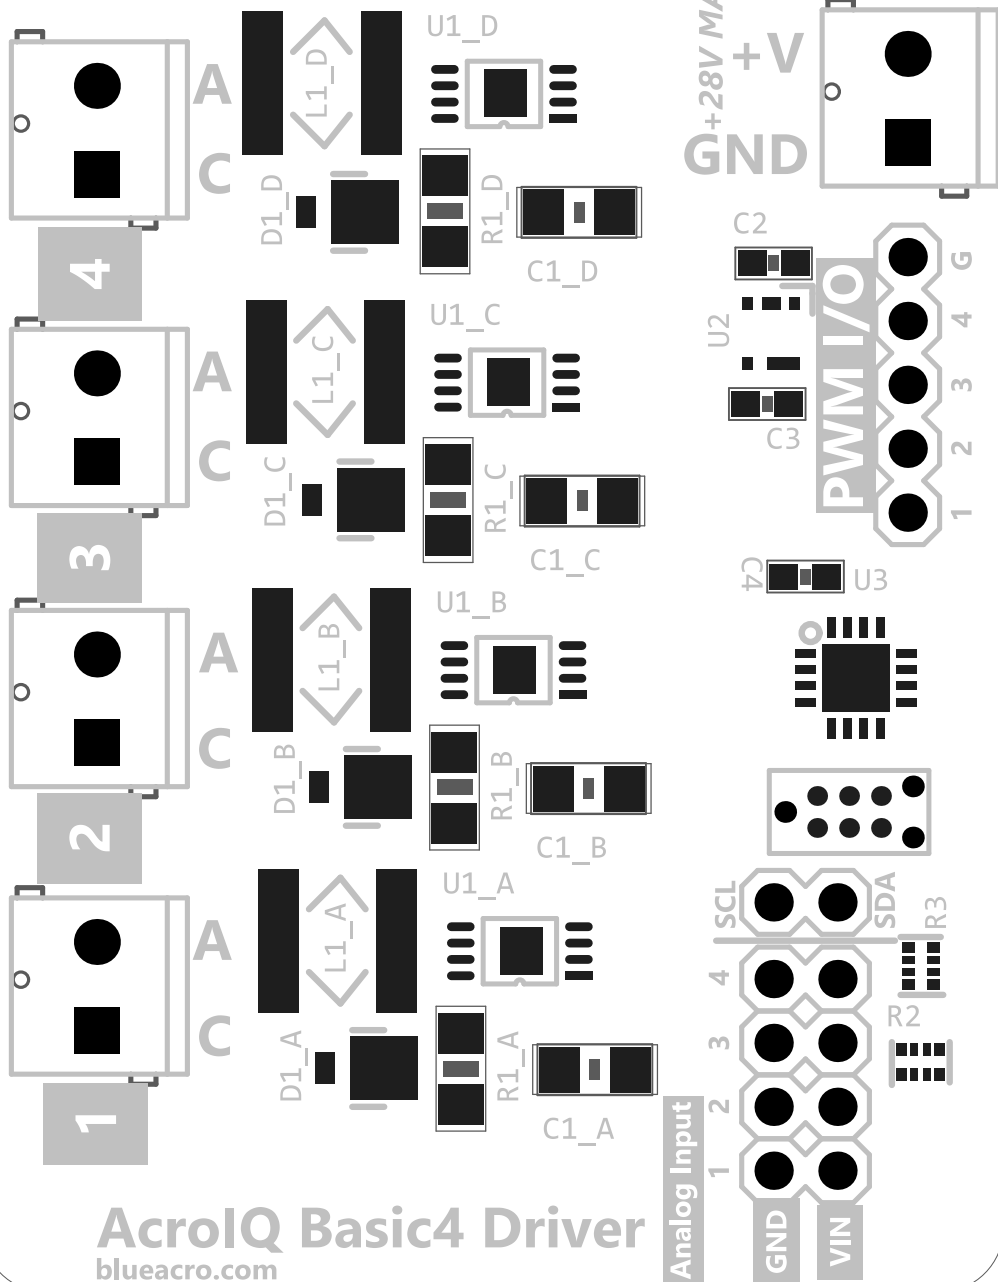 U1_D
+28V MA
+V
A
L1_D
GND
C
D1_D
R1_D
C2
C1_D
G
4
U2
PWM I/O
U1_C
4
A
L1_C
3
C
D1_C
R1_C
C3
2
C1_C
1
3
C4
U3
U1_B
A
L1_B
C
D1_B
R1_B
2
C1_B
U1_A
SCL
SDA
R3
A
L1_A
4
C
R2
D1_A
R1_A
3
1
C1_A
2
1
Analog Input
GND
VIN
AcroIQ Basic4 Driver
blueacro.com